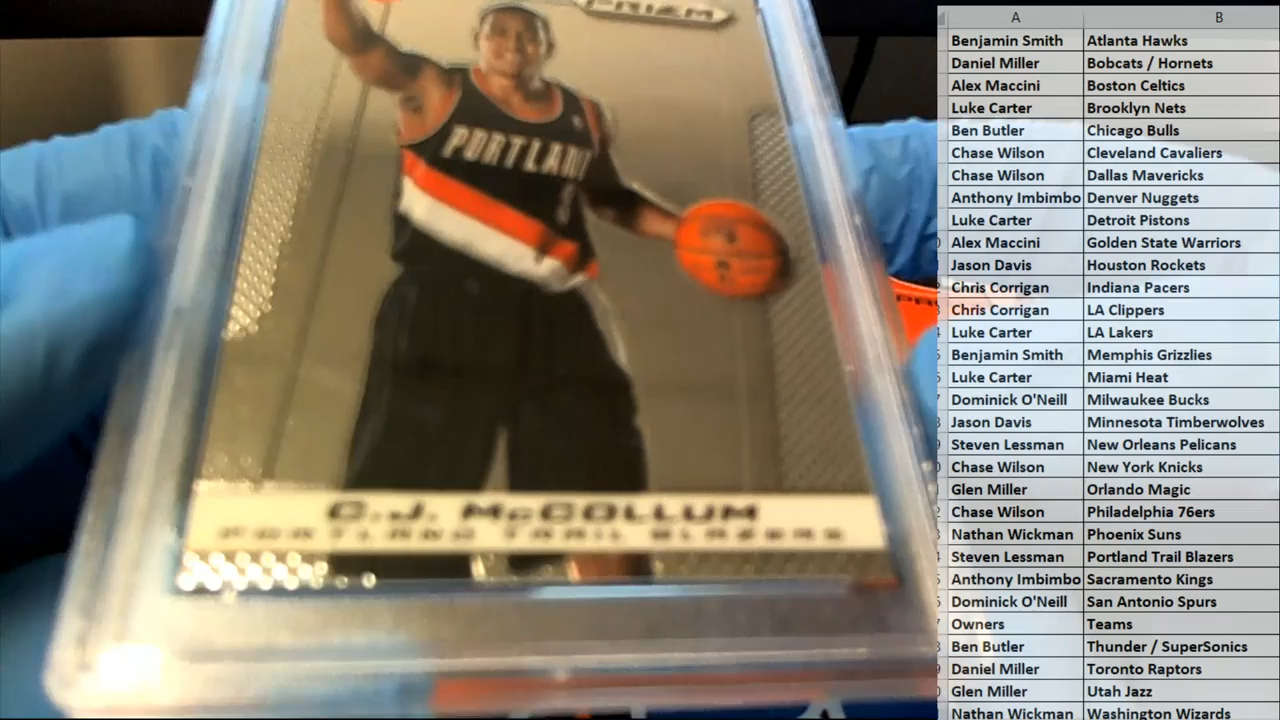 PRIZM
PORTLAND
C.J. McCOLLUM
PORTLAND TRAIL BLAZERS
A B
Benjamin Smith Atlanta Hawks
Daniel Miller Bobcats / Hornets
Alex Maccini Boston Celtics
Luke Carter Brooklyn Nets
Ben Butler Chicago Bulls
Chase Wilson Cleveland Cavaliers
Chase Wilson Dallas Mavericks
Anthony Imbimbo Denver Nuggets
Luke Carter Detroit Pistons
Alex Maccini Golden State Warriors
Jason Davis Houston Rockets
Chris Corrigan Indiana Pacers
Chris Corrigan LA Clippers
Luke Carter LA Lakers
Benjamin Smith Memphis Grizzlies
Luke Carter Miami Heat
Dominick O'Neill Milwaukee Bucks
Jason Davis Minnesota Timberwolves
Steven Lessman New Orleans Pelicans
Chase Wilson New York Knicks
Glen Miller Orlando Magic
Chase Wilson Philadelphia 76ers
Nathan Wickman Phoenix Suns
Steven Lessman Portland Trail Blazers
Anthony Imbimbo Sacramento Kings
Dominick O'Neill San Antonio Spurs
Owners Teams
Ben Butler Thunder / SuperSonics
Daniel Miller Toronto Raptors
Glen Miller Utah Jazz
Nathan Wickman Washington Wizards